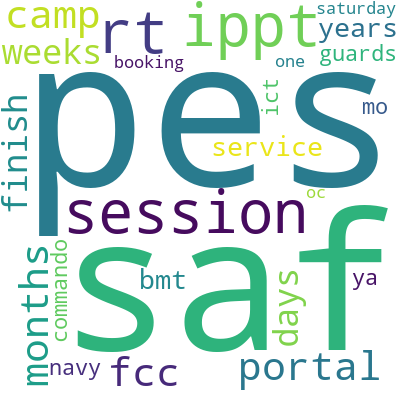 camp
rt
ippt
saturday
years
weeks
booking
one
guards
pes
ict
mo
finish
service
session
oc
saf
months
commando
bmt
days
ya
navy
fcc
portal